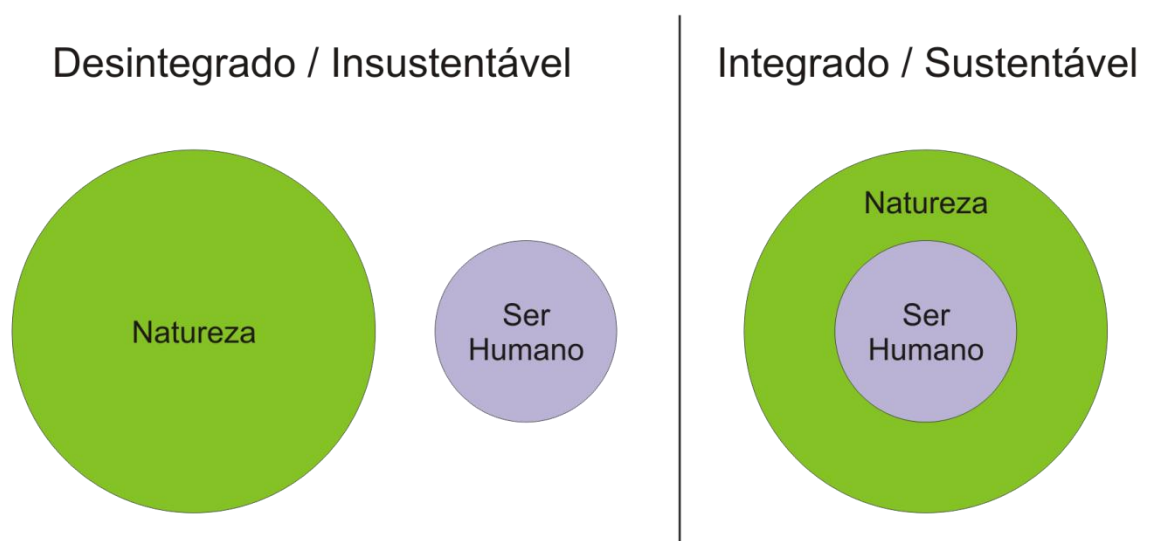 Desintegrado / Insustentável
Natureza
Ser
Humano
Integrado / Sustentável
Natureza
Ser
Humano